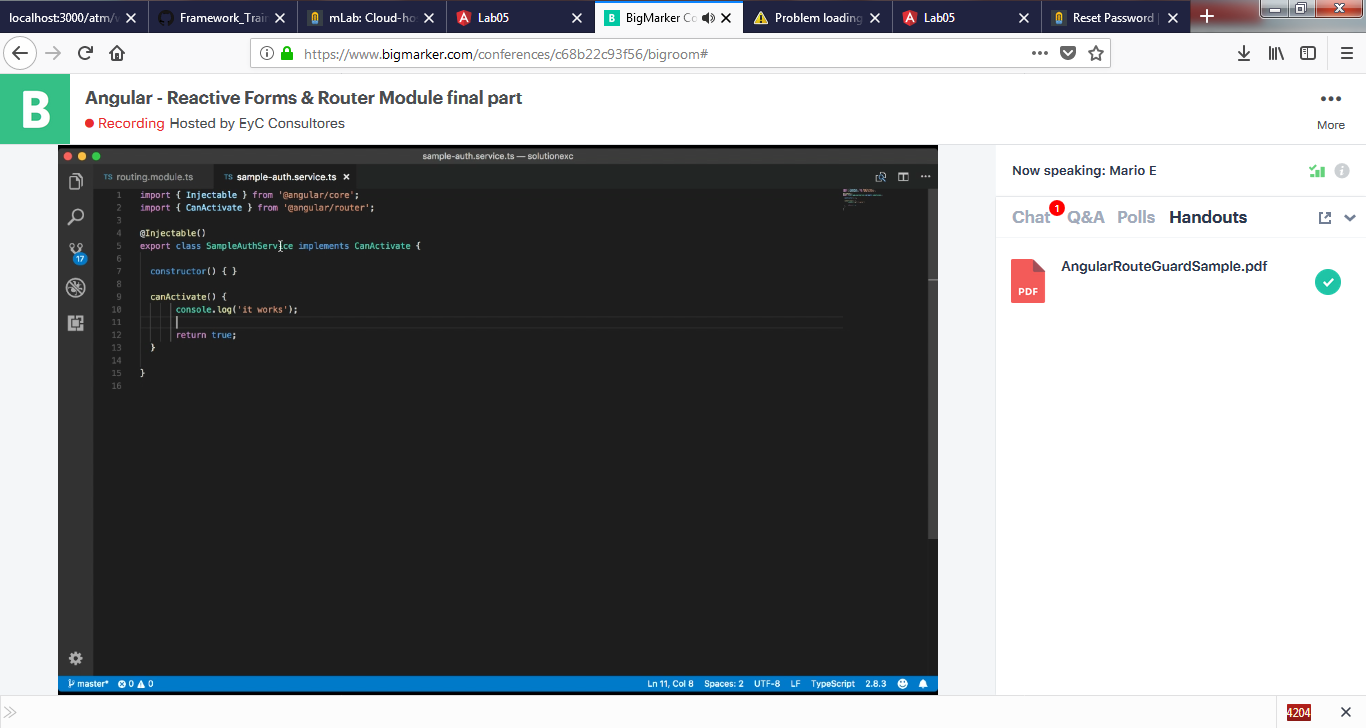 localhost:3000/atm/
Framework_Trai
mLab: Cloud-ho
Lab05
BigMarker Co
Problem loading
Lab05
Reset Password
https://www.bigmarker.com/conferences/c68b22c93f56/bigroom#
B
Angular - Reactive Forms & Router Module final part
Recording Hosted by EyC Consultores
More
sample-auth.service.ts — solutionexc
TS routing.module.ts
TS sample-auth.service.ts
17
1 import { Injectable } from '@angular/core';
2 import { CanActivate } from '@angular/router';
3
4 @Injectable()
5 export class SampleAuthService implements CanActivate {
6
7 constructor() { }
8
9 canActivate() {
10 console.log('it works');
11
12 return true;
13 }
14
15 }
16
master* 0 0 Ln 11, Col 8 Spaces: 2 UTF-8 LF TypeScript 2.8.3
Now speaking: Mario E
Chat 1 Q&A Polls Handouts
PDF
AngularRouteGuardSample.pdf
4204